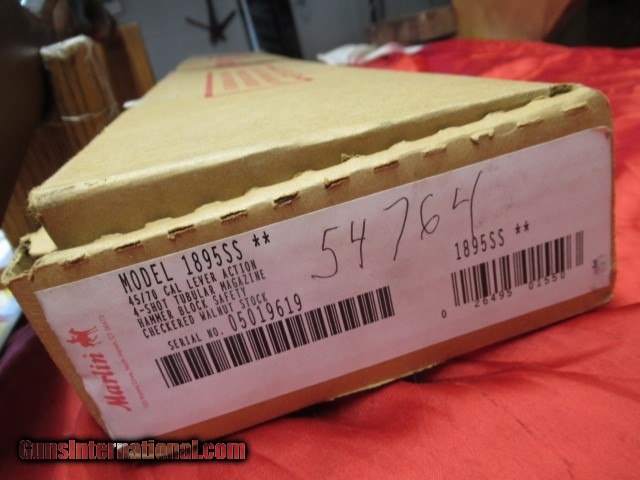 MODEL 1895SS **
45/70 CAL LEVER ACTION
4-SHOT TUBULAR MAGAZINE
HAMMER BLOCK SAFETY
CHECKERED WALNUT STOCK
SERIAL NO. 05019619
54764
1895SS **
0 26495 01550
Marlin
GunsInternational.com